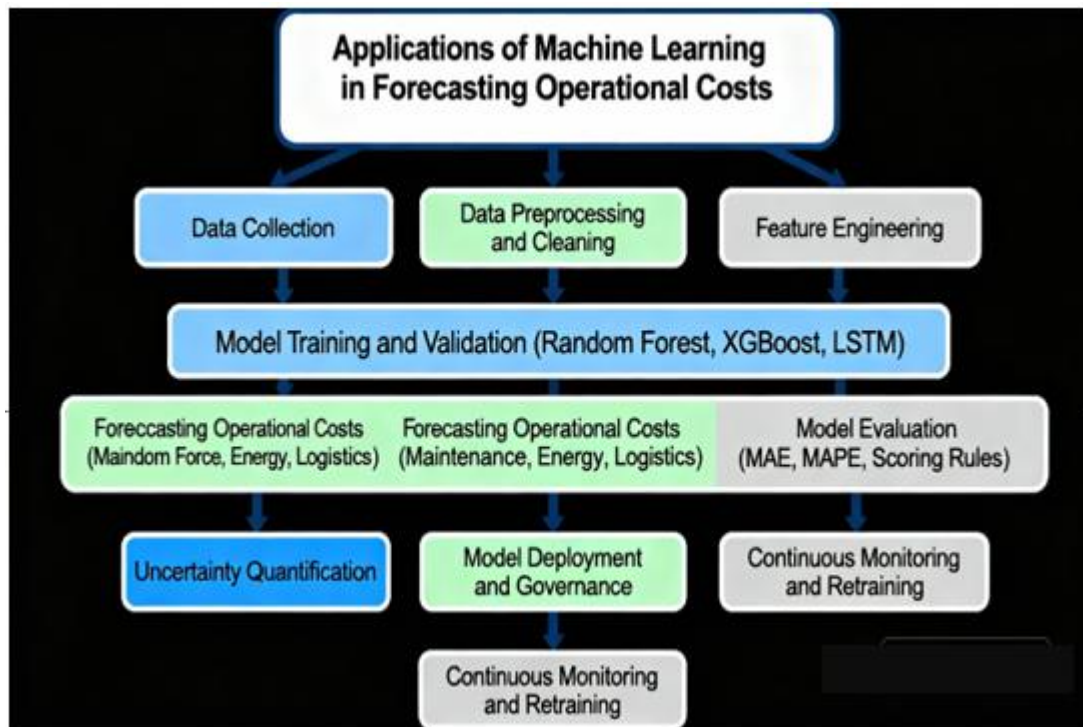 Applications of Machine Learning
in Forecasting Operational Costs
Data Collection
Data Preprocessing
and Cleaning
Feature Engineering
Model Training and Validation (Random Forest, XGBoost, LSTM)
Foreccasting Operational Costs
(Maindom Force, Energy, Logistics)
Forecasting Operational Costs
(Maintenance, Energy, Logistics)
Model Evaluation
(MAE, MAPE, Scoring Rules)
Uncertainty Quantification
Model Deployment
and Governance
Continuous Monitoring
and Retraining
Continuous Monitoring
and Retraining